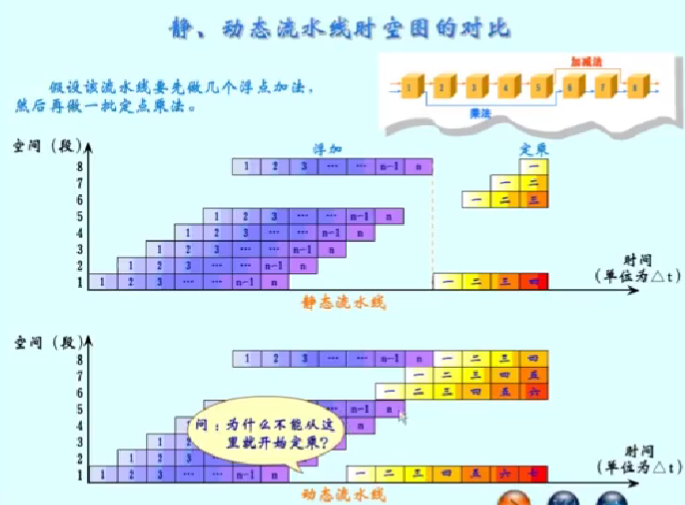 静、动态流水线时空图的对比
假设该流水线要先做几个浮点加法，
然后再做一批定点乘法。
加减法
1 2 3 4 5 6 7 8
乘法
空间（段） 浮加 定乘
8 1 2 3 … … n-1 n 一
7 一 二
6 一 二 三
5 1 2 3 … … n-1 n
4 1 2 3 … … n-1 n
3 1 2 3 … … n-1 n
2 1 2 3 … … n-1 n
1 1 2 3 … … n-1 n 一 二 三 四
时间
（单位为△t）
静态流水线
空间（段）
8 1 2 3 … … n-1 n 一 二 三 四
7 一 二 三 四 五
6 一 二 三 四 五 六
5 … n-1 n
4 n
问：为什么不能从这
里就开始定乘？
3 1 2
2 1 2
1 1 2 3 … … n-1 n 一 二 三 四 五 六 七
时间
（单位为△t）
动态流水线